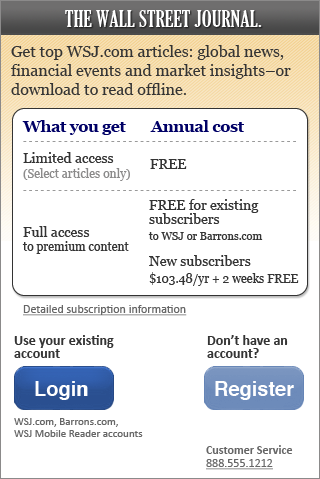 THE WALL STREET JOURNAL.
Get top WSJ.com articles: global news,
financial events and market insights–or
download to read offline.
What you get
Annual cost
Limited access
(Select articles only)
FREE
Full access
to premium content
FREE for existing
subscribers
to WSJ or Barrons.com
New subscribers
$103.48/yr + 2 weeks FREE
Detailed subscription information
Use your existing
account
Login
WSJ.com, Barrons.com,
WSJ Mobile Reader accounts
Don't have an
account?
Register
Customer Service
888.555.1212